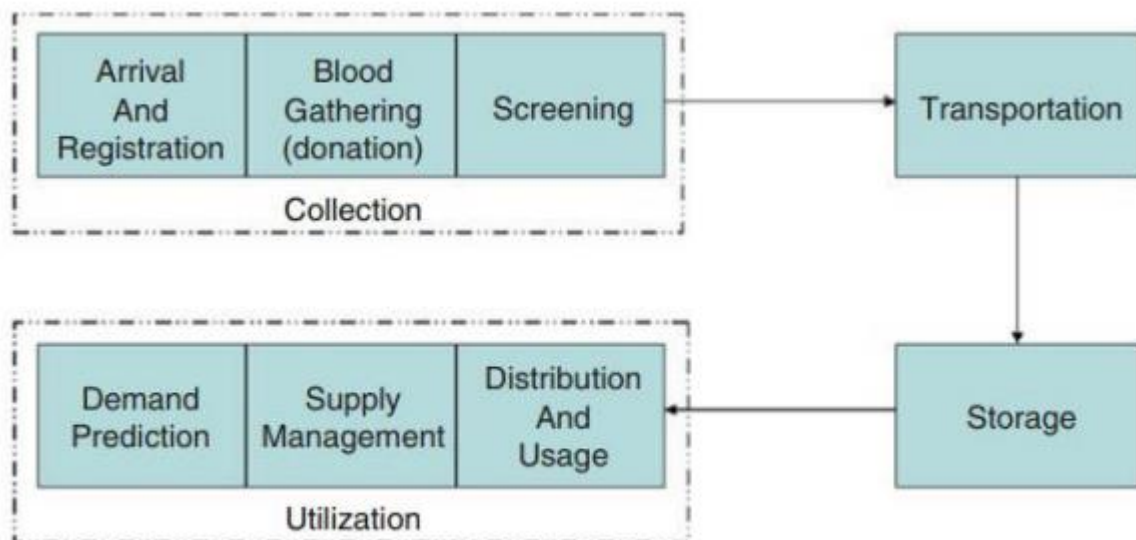 Arrival
And
Registration
Blood
Gathering
(donation)
Screening
Collection
Transportation
Demand
Prediction
Supply
Management
Distribution
And
Usage
Utilization
Storage